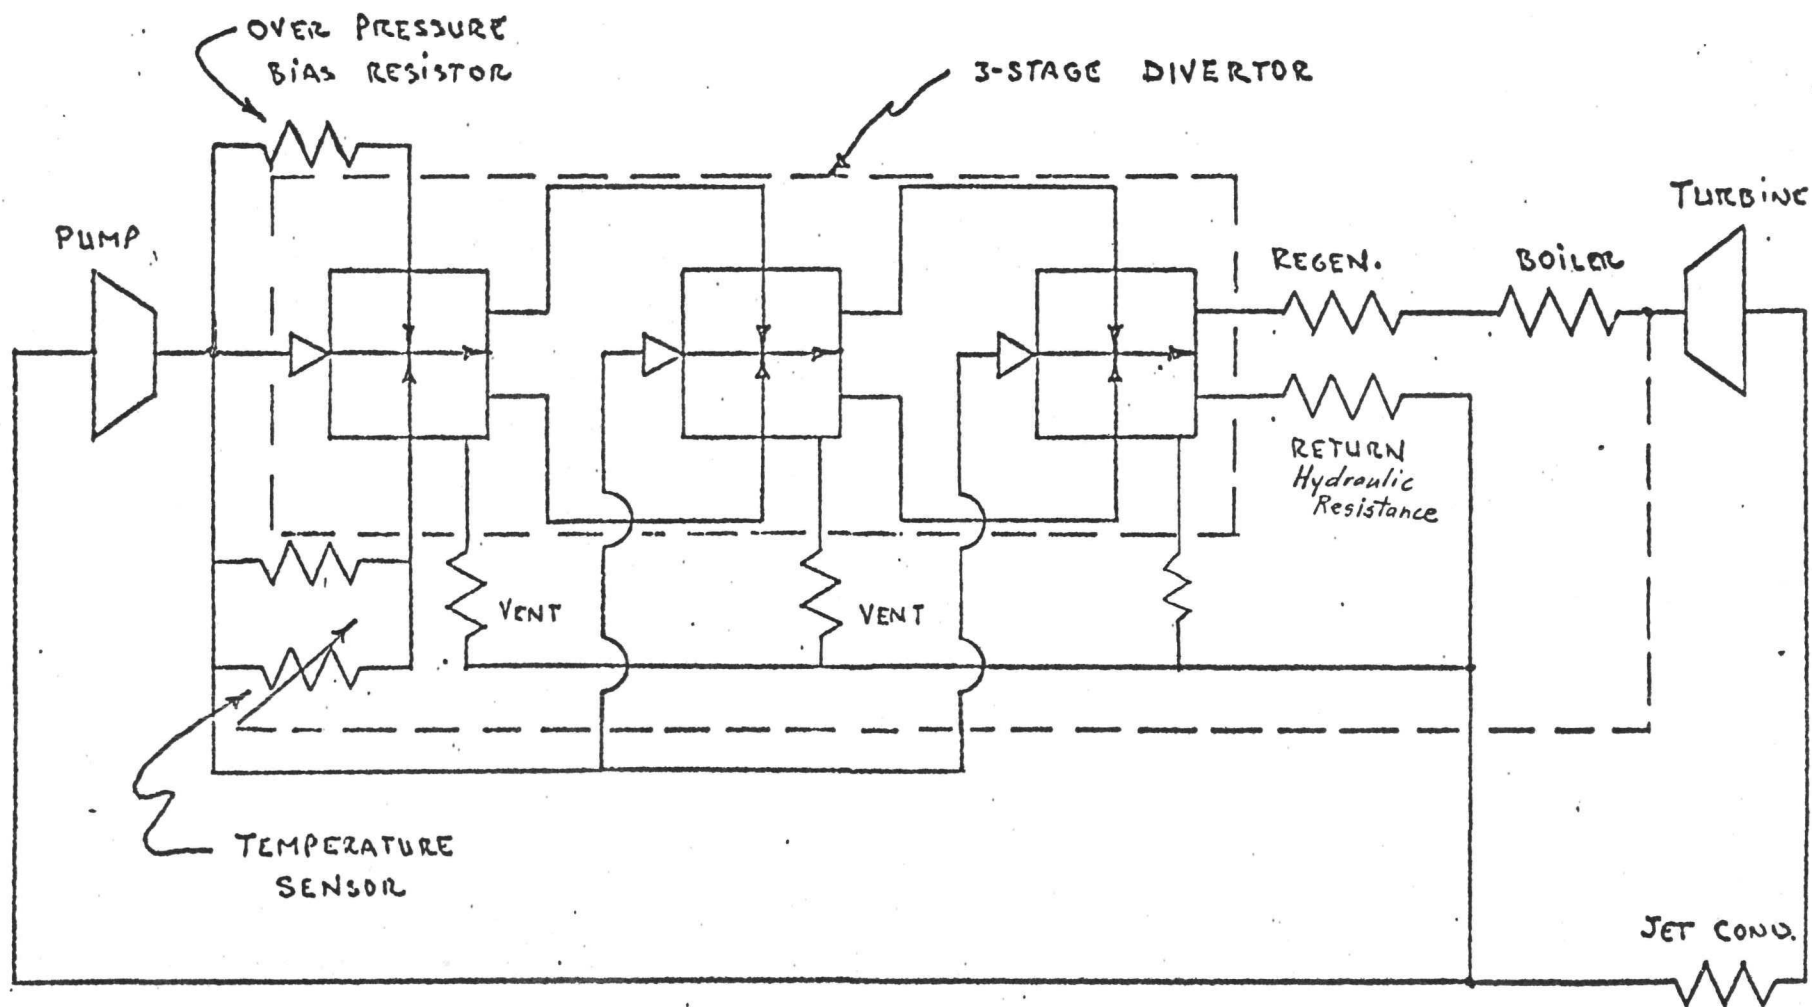 OVER PRESSURE
BIAS RESISTOR
3-STAGE DIVERTOR
TURBINE
PUMP
REGEN.
BOILER
RETURN
Hydraulic
Resistance
VENT
VENT
TEMPERATURE
SENSOR
JET COND.